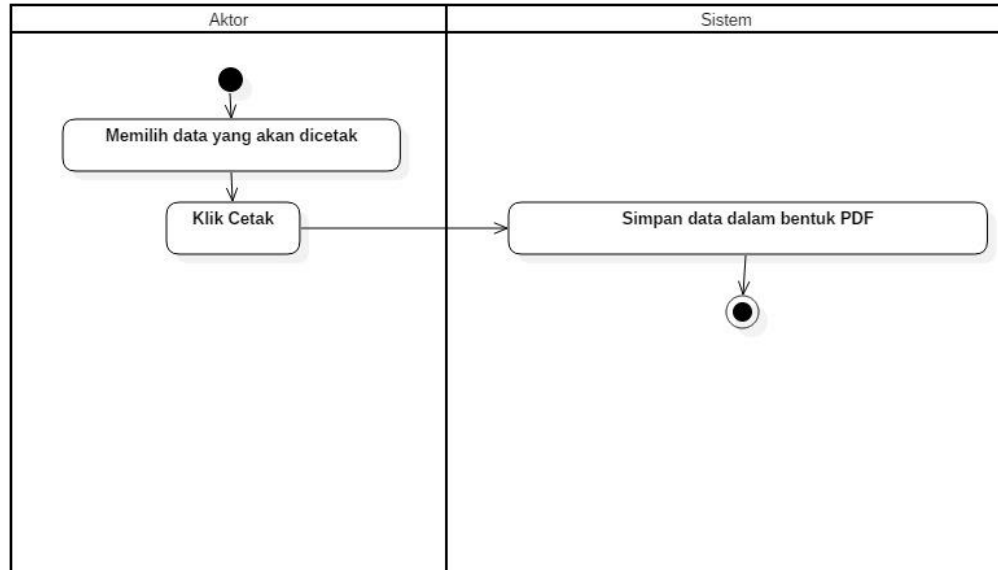 Aktor
Sistem
Memilih data yang akan dicetak
Klik Cetak
Simpan data dalam bentuk PDF